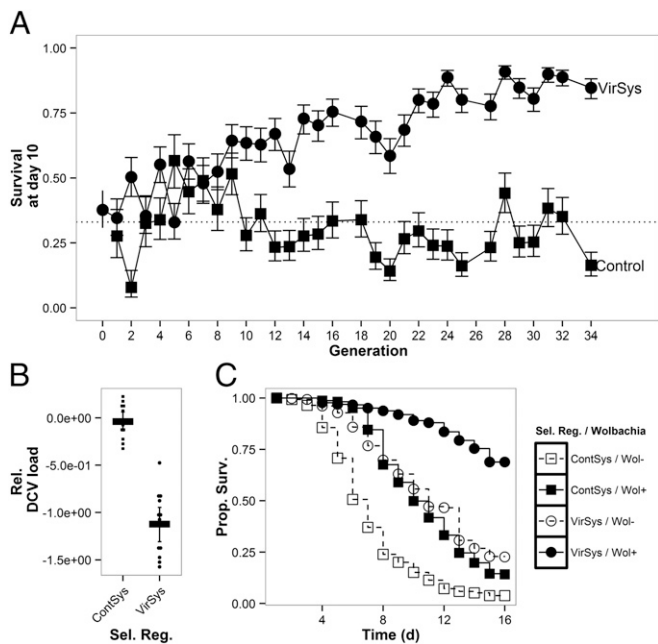 A
1.00
0.75
0.50
0.25
0.00
Survival
at day 10
VirSys
Control
0 2 4 6 8 10 12 14 16 18 20 22 24 26 28 30 32 34
Generation
B
0.0e+00
-5.0e-01
-1.0e+00
-1.5e+00
Rel.
DCV load
ContSys VirSys
Sel. Reg.
C
1.00
0.75
0.50
0.25
0.00
Prop. Surv.
4 8 12 16
Time (d)
Sel. Reg. / Wolbachia
ContSys / Wol-
ContSys / Wol+
VirSys / Wol-
VirSys / Wol+